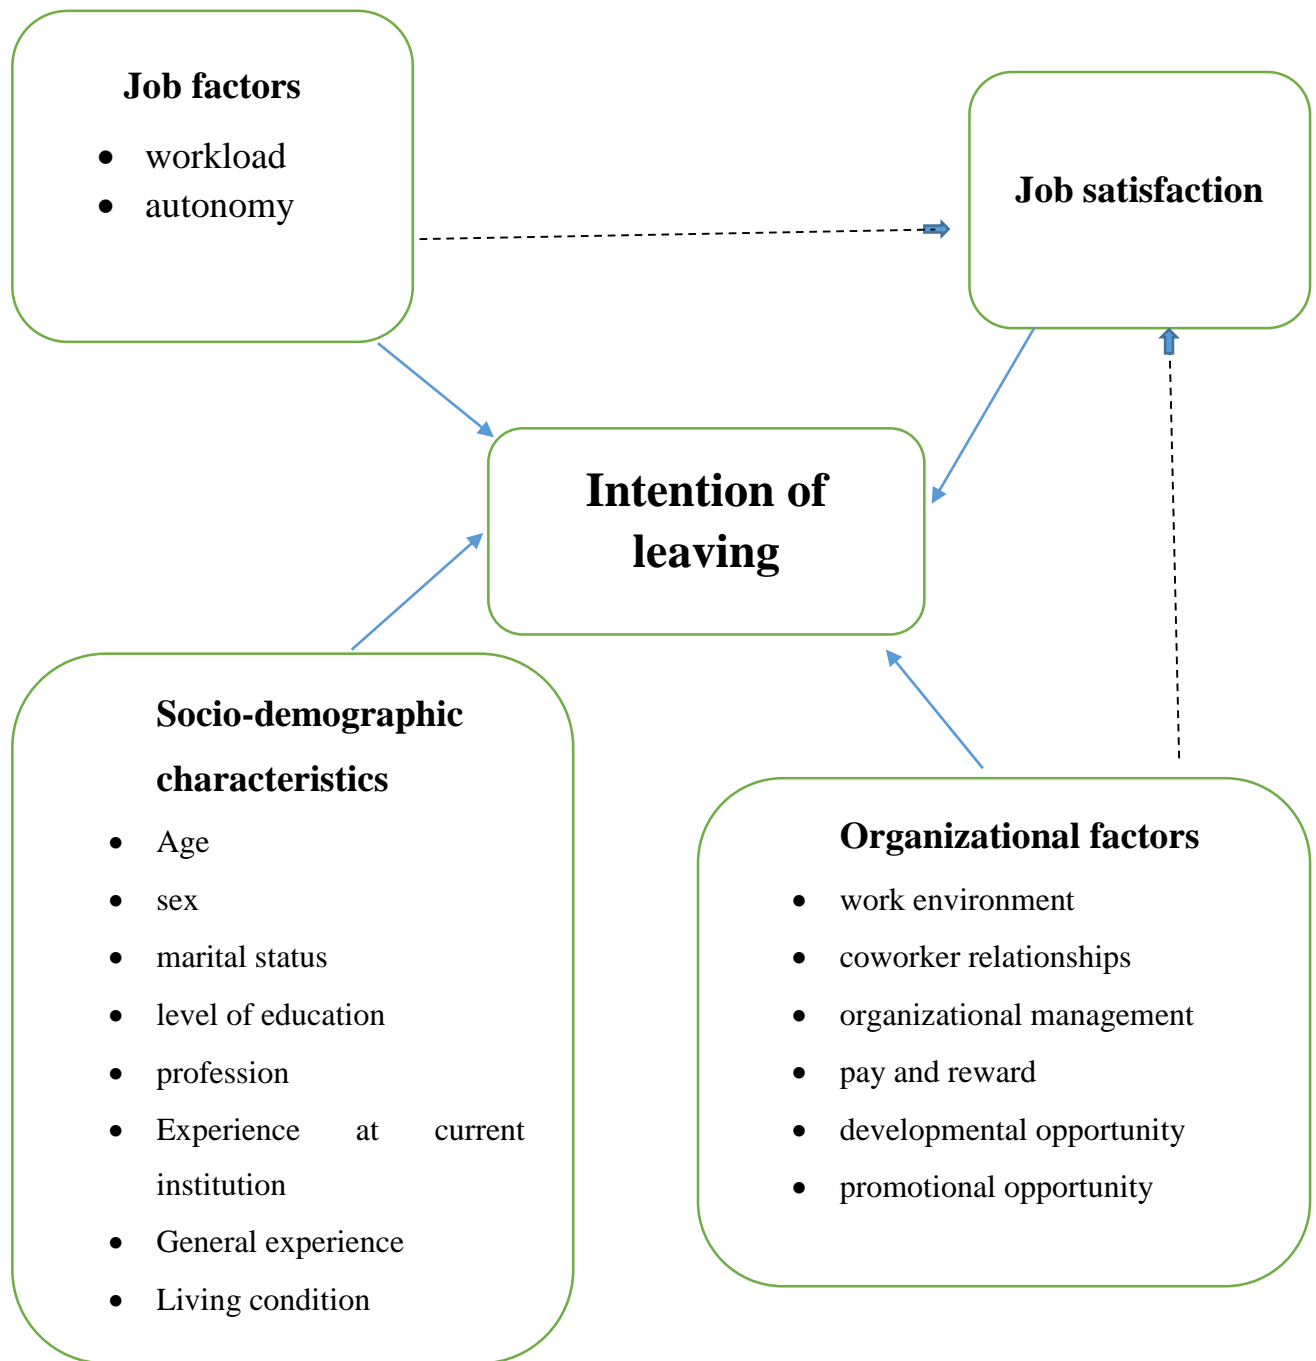 Job factors
• workload
• autonomy
Job satisfaction
Intention of
leaving
Socio-demographic
characteristics
• Age
• sex
• marital status
• level of education
• profession
• Experience at current
institution
• General experience
• Living condition
Organizational factors
• work environment
• coworker relationships
• organizational management
• pay and reward
• developmental opportunity
• promotional opportunity